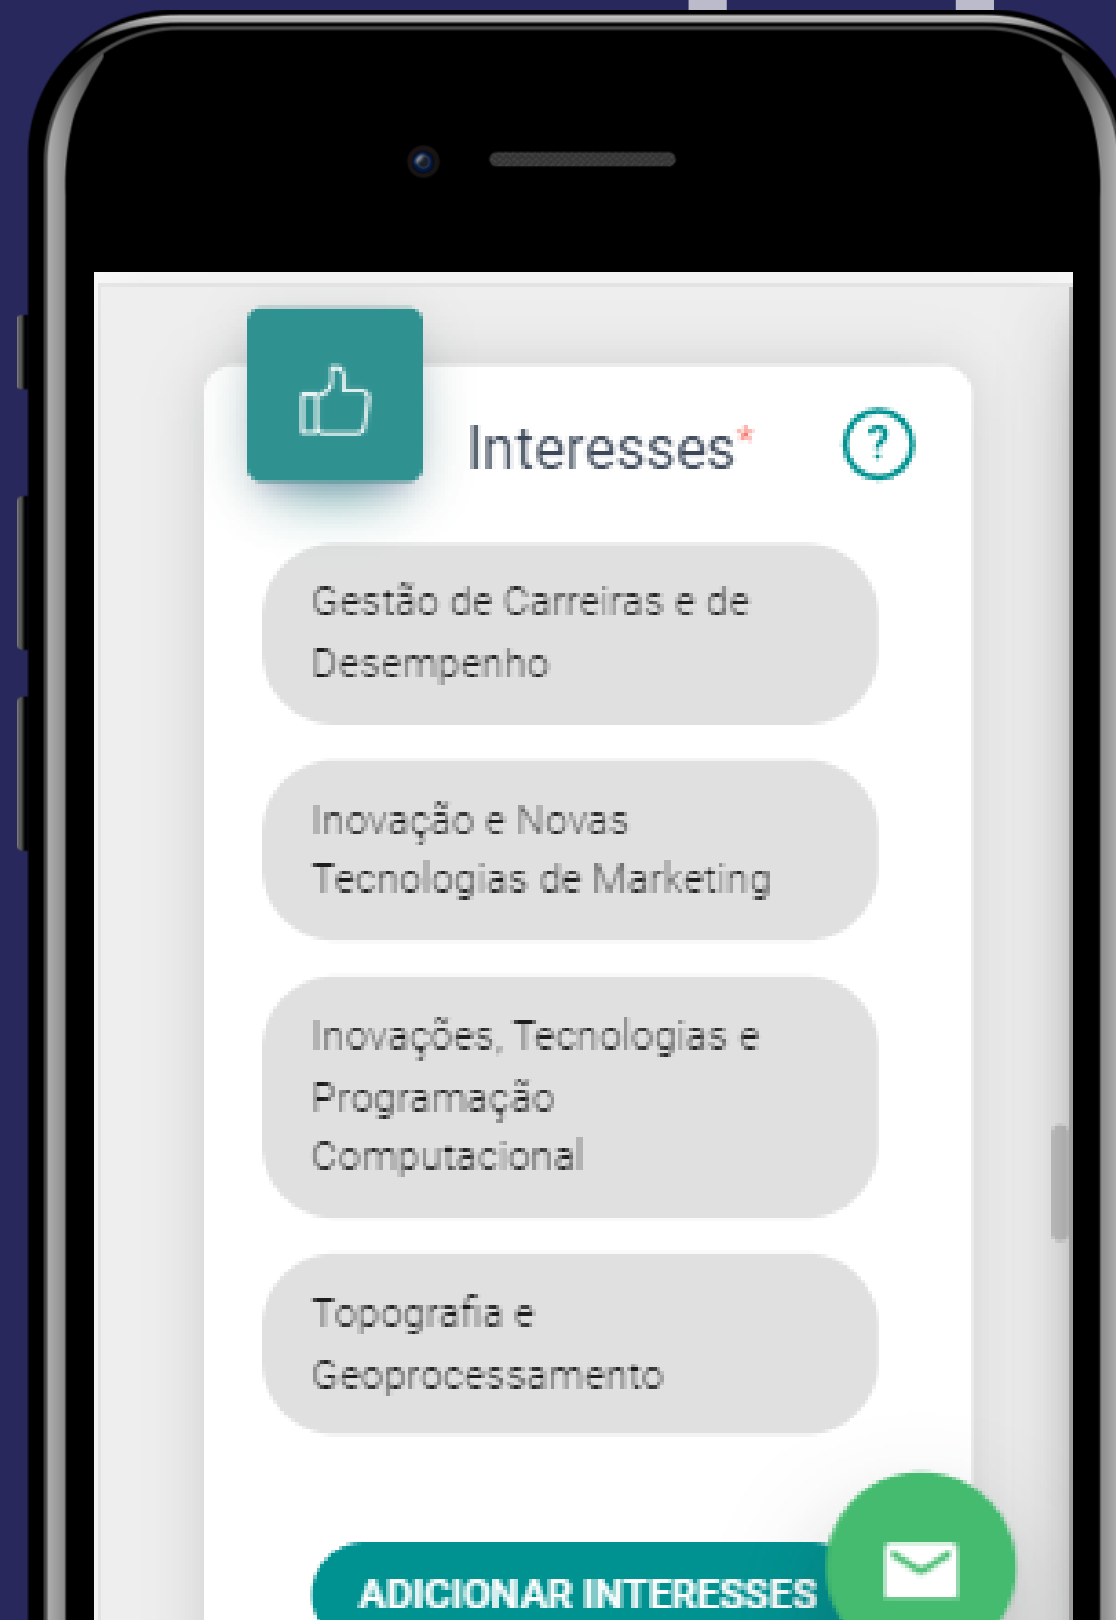 Interesses*
?
Gestão de Carreiras e de
Desempenho
Inovação e Novas
Tecnologias de Marketing
Inovações, Tecnologias e
Programação
Computacional
Topografia e
Geoprocessamento
ADICIONAR INTERESSES